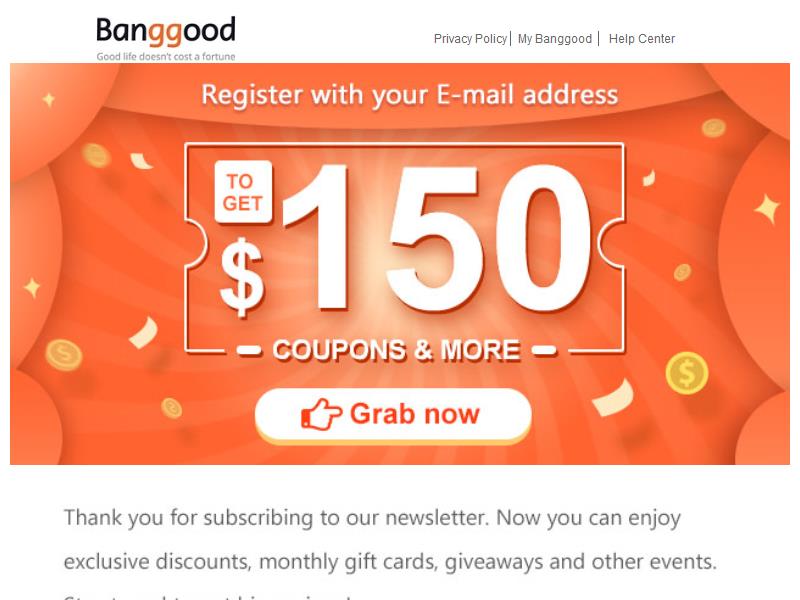 Banggood
Good life doesn't cost a fortune
Privacy Policy | My Banggood | Help Center
Register with your E-mail address
TO
GET
$150
COUPONS & MORE
Grab now
Thank you for subscribing to our newsletter. Now you can enjoy
exclusive discounts, monthly gift cards, giveaways and other events.